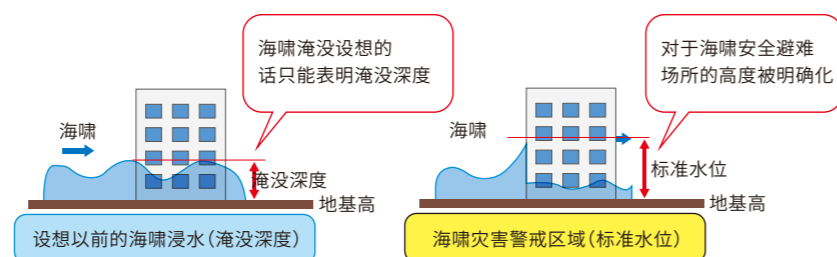 海啸淹没设想的
话只能表明淹没深度
海啸
淹没深度
地基高
设想以前的海啸浸水(淹没深度)
对于海啸安全避难
场所的高度被明确化
海啸
标准水位
地基高
海啸灾害警戒区域(标准水位)